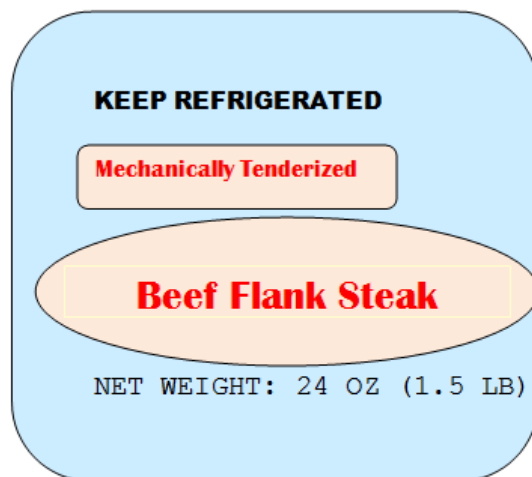 KEEP REFRIGERATED
Mechanically Tenderized
Beef Flank Steak
NET WEIGHT: 24 OZ (1.5 LB)